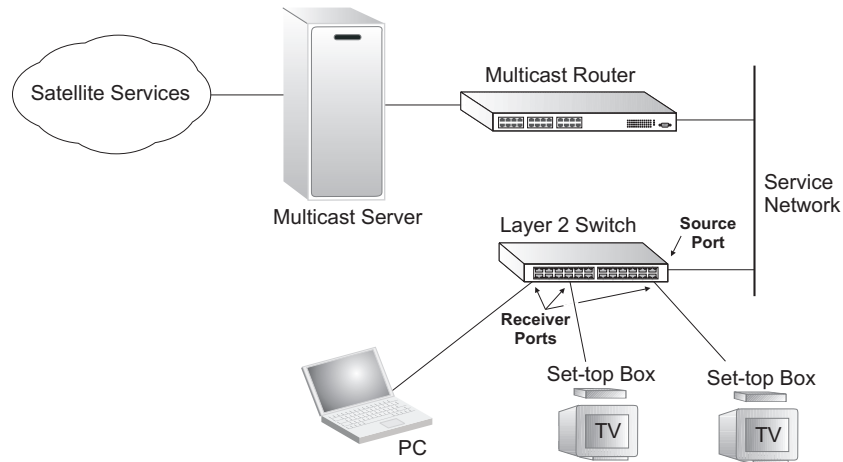 Satellite Services
Multicast Server
Multicast Router
Service
Network
Layer 2 Switch
Source
Port
Receiver
Ports
PC
Set-top Box
TV
Set-top Box
TV